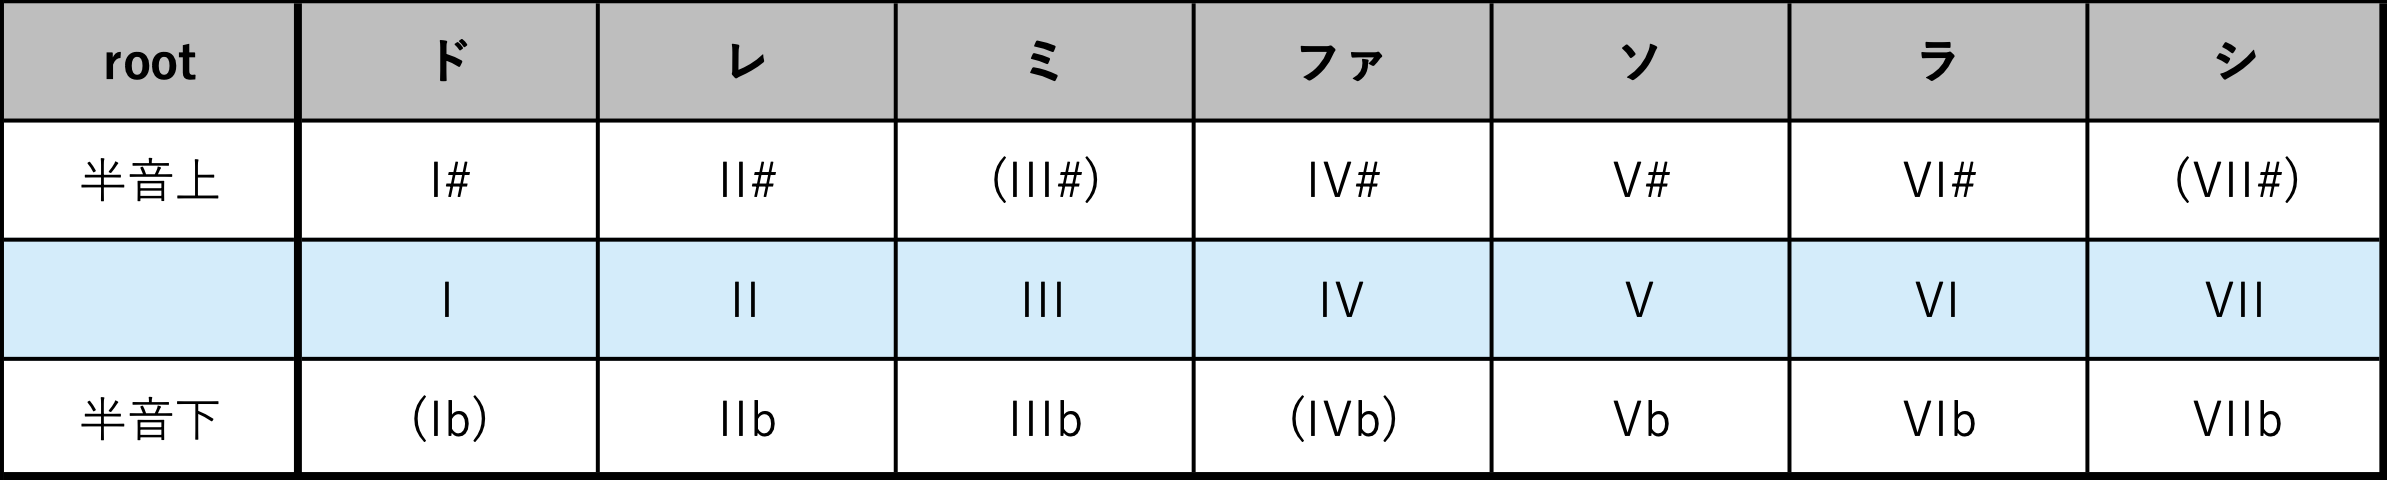 root ド レ ミ ファ ソ ラ シ
半音上 I# II# (III#) IV# V# VI# (VII#)
I II III IV V VI VII
半音下 (Ib) IIb IIIb (IVb) Vb VIb VIIb